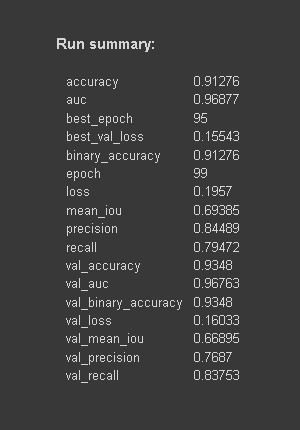 Run summary:
accuracy 0.91276
auc 0.96877
best_epoch 95
best_val_loss 0.15543
binary_accuracy 0.91276
epoch 99
loss 0.1957
mean_iou 0.69385
precision 0.84489
recall 0.79472
val_accuracy 0.9348
val_auc 0.96763
val_binary_accuracy 0.9348
val_loss 0.16033
val_mean_iou 0.66895
val_precision 0.7687
val_recall 0.83753